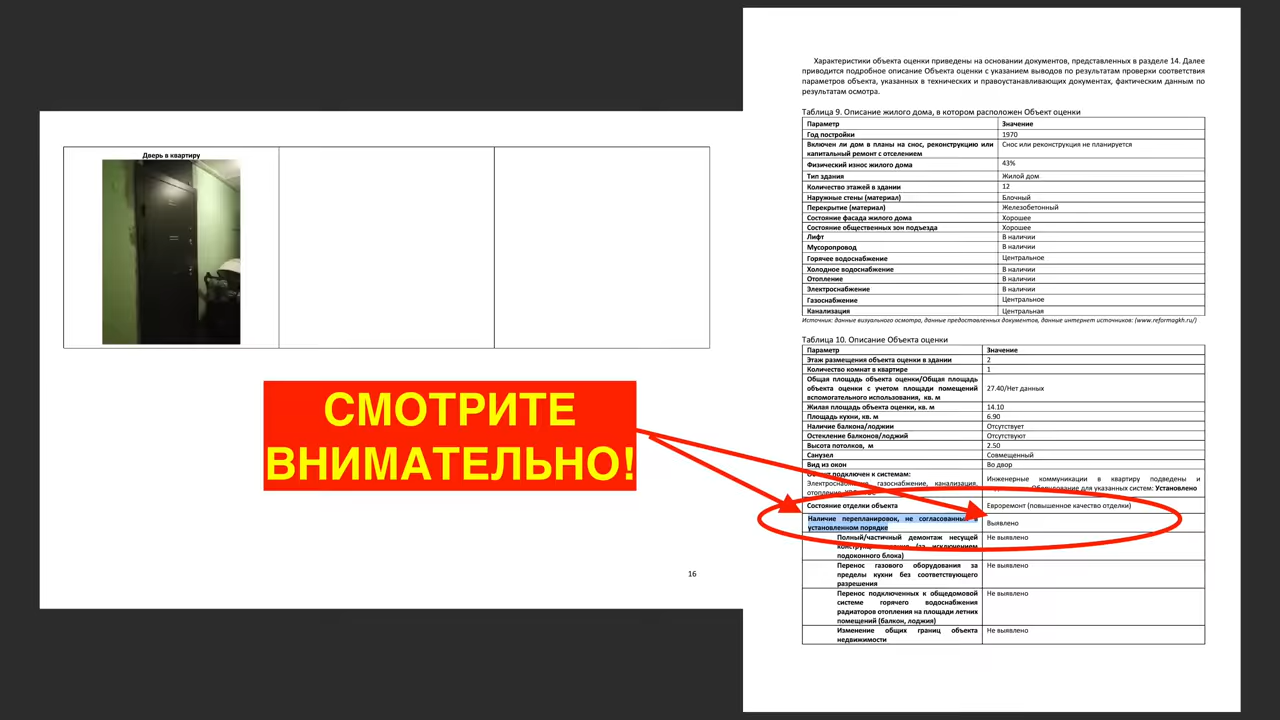 Дверь в квартиру
16
СМОТРИТЕ
ВНИМАТЕЛЬНО!
Характеристики объекта оценки приведены на основании документов, представленных в разделе 14. Далее
приводится подробное описание Объекта оценки с указанием выводов по результатам проверки соответствия
параметров объекта, указанных в технических и правоустанавливающих документах, фактическим данным по
результатам осмотра.
Таблица 9. Описание жилого дома, в котором расположен Объект оценки
Параметр Значение
Год постройки 1970
Включен ли дом в планы на снос, реконструкцию или Снос или реконструкция не планируется
капитальный ремонт с отселением
Физический износ жилого дома 43%
Тип здания Жилой дом
Количество этажей в здании 12
Наружные стены (материал) Блочный
Перекрытие (материал) Железобетонный
Состояние фасада жилого дома Хорошее
Состояние общественных зон подъезда Хорошее
Лифт В наличии
Мусоропровод В наличии
Горячее водоснабжение Центральное
Холодное водоснабжение В наличии
Отопление В наличии
Электроснабжение В наличии
Газоснабжение Центральное
Канализация Центральная
Источник: данные визуального осмотра, данные предоставленных документов, данные интернет источников: (www.reformagkh.ru/)
Таблица 10. Описание Объекта оценки
Параметр Значение
Этаж размещения объекта оценки в здании 2
Количество комнат в квартире 1
Общая площадь объекта оценки/Общая площадь
объекта оценки с учетом площади помещений 27.40/Нет данных
вспомогательного использования, кв. м
Жилая площадь объекта оценки, кв. м 14.10
Площадь кухни, кв. м 6.90
Наличие балкона/лоджии Отсутствует
Остекление балконов/лоджий Отсутствуют
Высота потолков, м 2.50
Санузел Совмещенный
Вид из окон Во двор
Объект подключен к системам:
Электроснабжение, газоснабжение, канализация, Инженерные коммуникации в квартиру подведены и
отопление Оборудование для указанных систем: Установлено
Состояние отделки объекта Евроремонт (повышенное качество отделки)
Наличие перепланировок, не согласованных в Выявлено
установленном порядке
Полный/частичный демонтаж несущей Не выявлено
(за исключением
подоконного блока)
Перенос газового оборудования за Не выявлено
пределы кухни без соответствующего
разрешения
Перенос подключенных к общедомовой Не выявлено
системе горячего водоснабжения
радиаторов отопления на площади летних
помещений (балкон, лоджия)
Изменение общих границ объекта Не выявлено
недвижимости